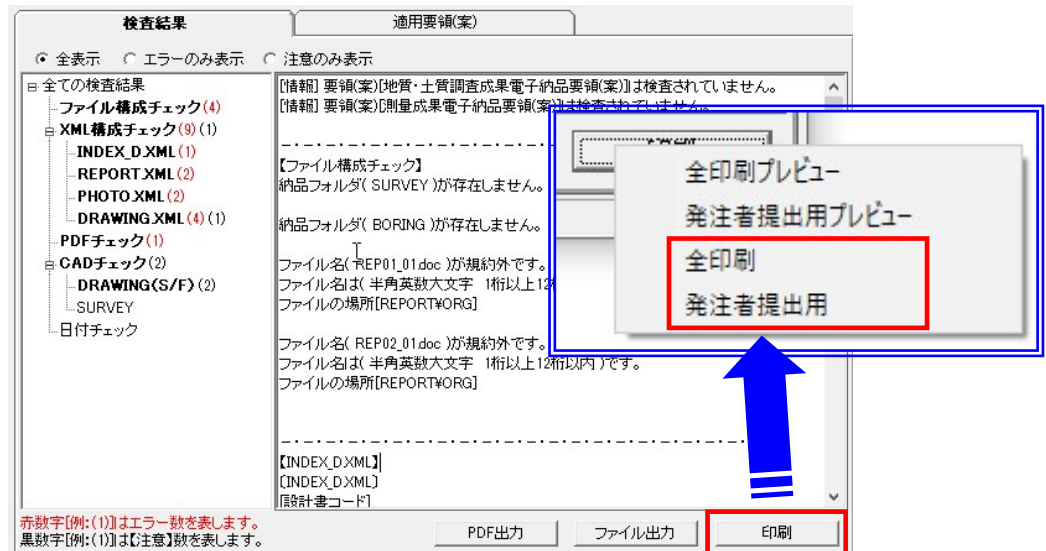 検査結果
適用要領(案)
全表示 エラーのみ表示 注意のみ表示
全ての検査結果
ファイル構成チェック(4)
XML構成チェック(9)(1)
INDEX_D.XML(1)
REPORT.XML(2)
PHOTO.XML(2)
DRAWING.XML(4)(1)
PDFチェック(1)
CADチェック(2)
DRAWING(S/F)(2)
SURVEY
日付チェック
[情報] 要領(案)[地質・土質調査成果電子納品要領(案)]は検査されていません。
[情報] 要領(案)[測量成果電子納品要領(案)]は検査されていません。
【ファイル構成チェック】
納品フォルダ( SURVEY )が存在しません。
納品フォルダ( BORING )が存在しません。
ファイル名( REP01_01.doc )が規約外です。
ファイル名は( 半角英数大文字 1桁以上12
ファイルの場所[REPORT¥ORG]
ファイル名( REP02_01.doc )が規約外です。
ファイル名は( 半角英数大文字 1桁以上12桁以内 )です。
ファイルの場所[REPORT¥ORG]
【INDEX_D.XML】
〔INDEX_D.XML〕
[設計書コード]
全印刷プレビュー
発注者提出用プレビュー
全印刷
発注者提出用
赤数字[例:(1)]はエラー数を表します。
黒数字[例:(1)]は【注意】数を表します。
PDF出力
ファイル出力
印刷